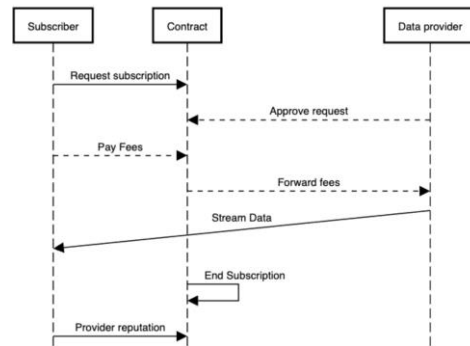 Subscriber
Contract
Data provider
Request subscription
Approve request
Pay Fees
Forward fees
Stream Data
End Subscription
Provider reputation